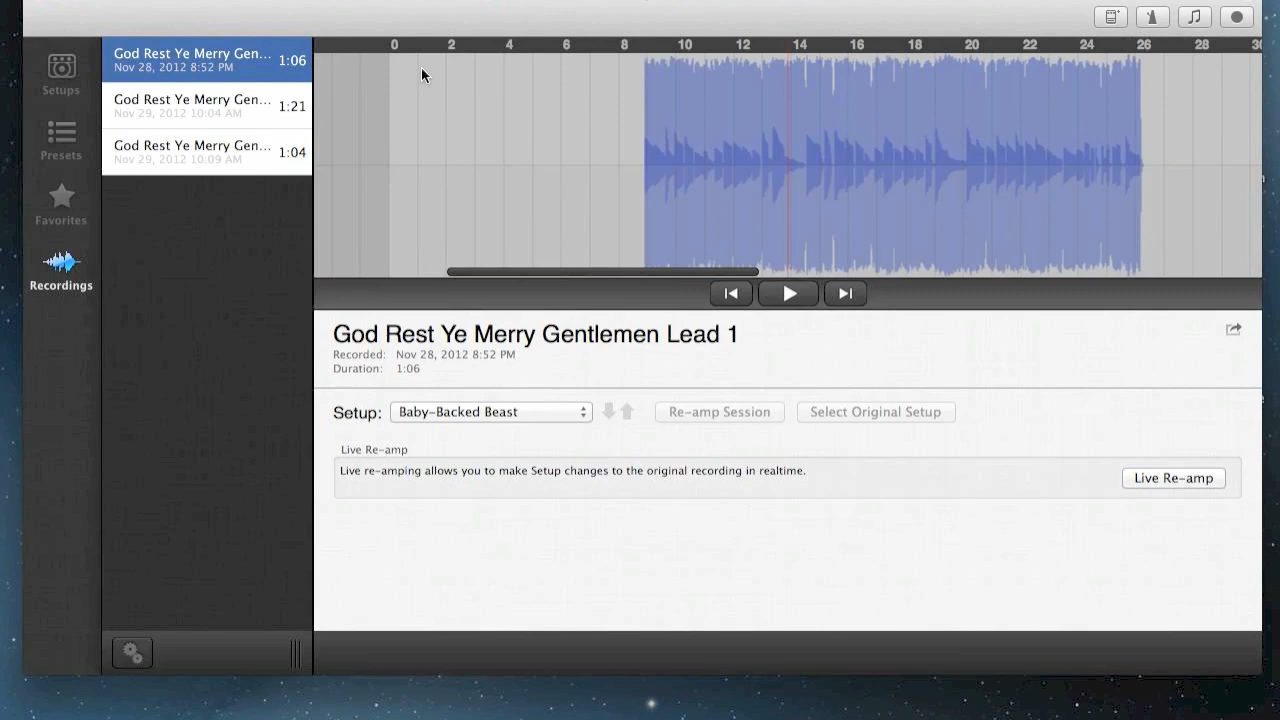 0 2 4 6 8 10 12 14 16 18 20 22 24 26 28 30
Setups
Presets
Favorites
Recordings
God Rest Ye Merry Gen... 1:06
Nov 28, 2012 8:52 PM
God Rest Ye Merry Gen... 1:21
Nov 29, 2012 10:04 AM
God Rest Ye Merry Gen... 1:04
Nov 29, 2012 10:09 AM
God Rest Ye Merry Gentlemen Lead 1
Recorded: Nov 28, 2012 8:52 PM
Duration: 1:06
Setup: Baby-Backed Beast Re-amp Session Select Original Setup
Live Re-amp
Live re-amping allows you to make Setup changes to the original recording in realtime.
Live Re-amp